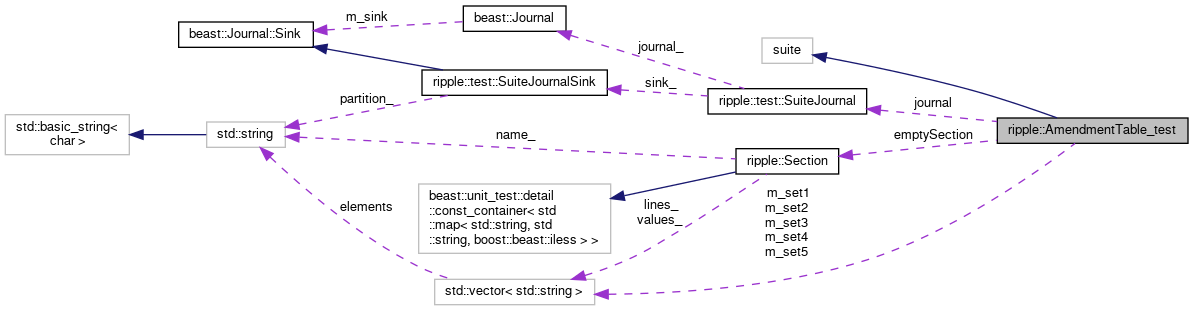 m_sink
beast::Journal
beast::Journal::Sink
journal_
suite
ripple::test::SuiteJournalSink
sink_
ripple::test::SuiteJournal
journal
partition_
std::basic_string<
char >
std::string
name_
emptySection
ripple::AmendmentTable_test
ripple::Section
beast::unit_test::detail
::const_container< std
::map< std::string, std
::string, boost::beast::iless > >
elements
lines_
values_
m_set1
m_set2
m_set3
m_set4
m_set5
std::vector< std::string >